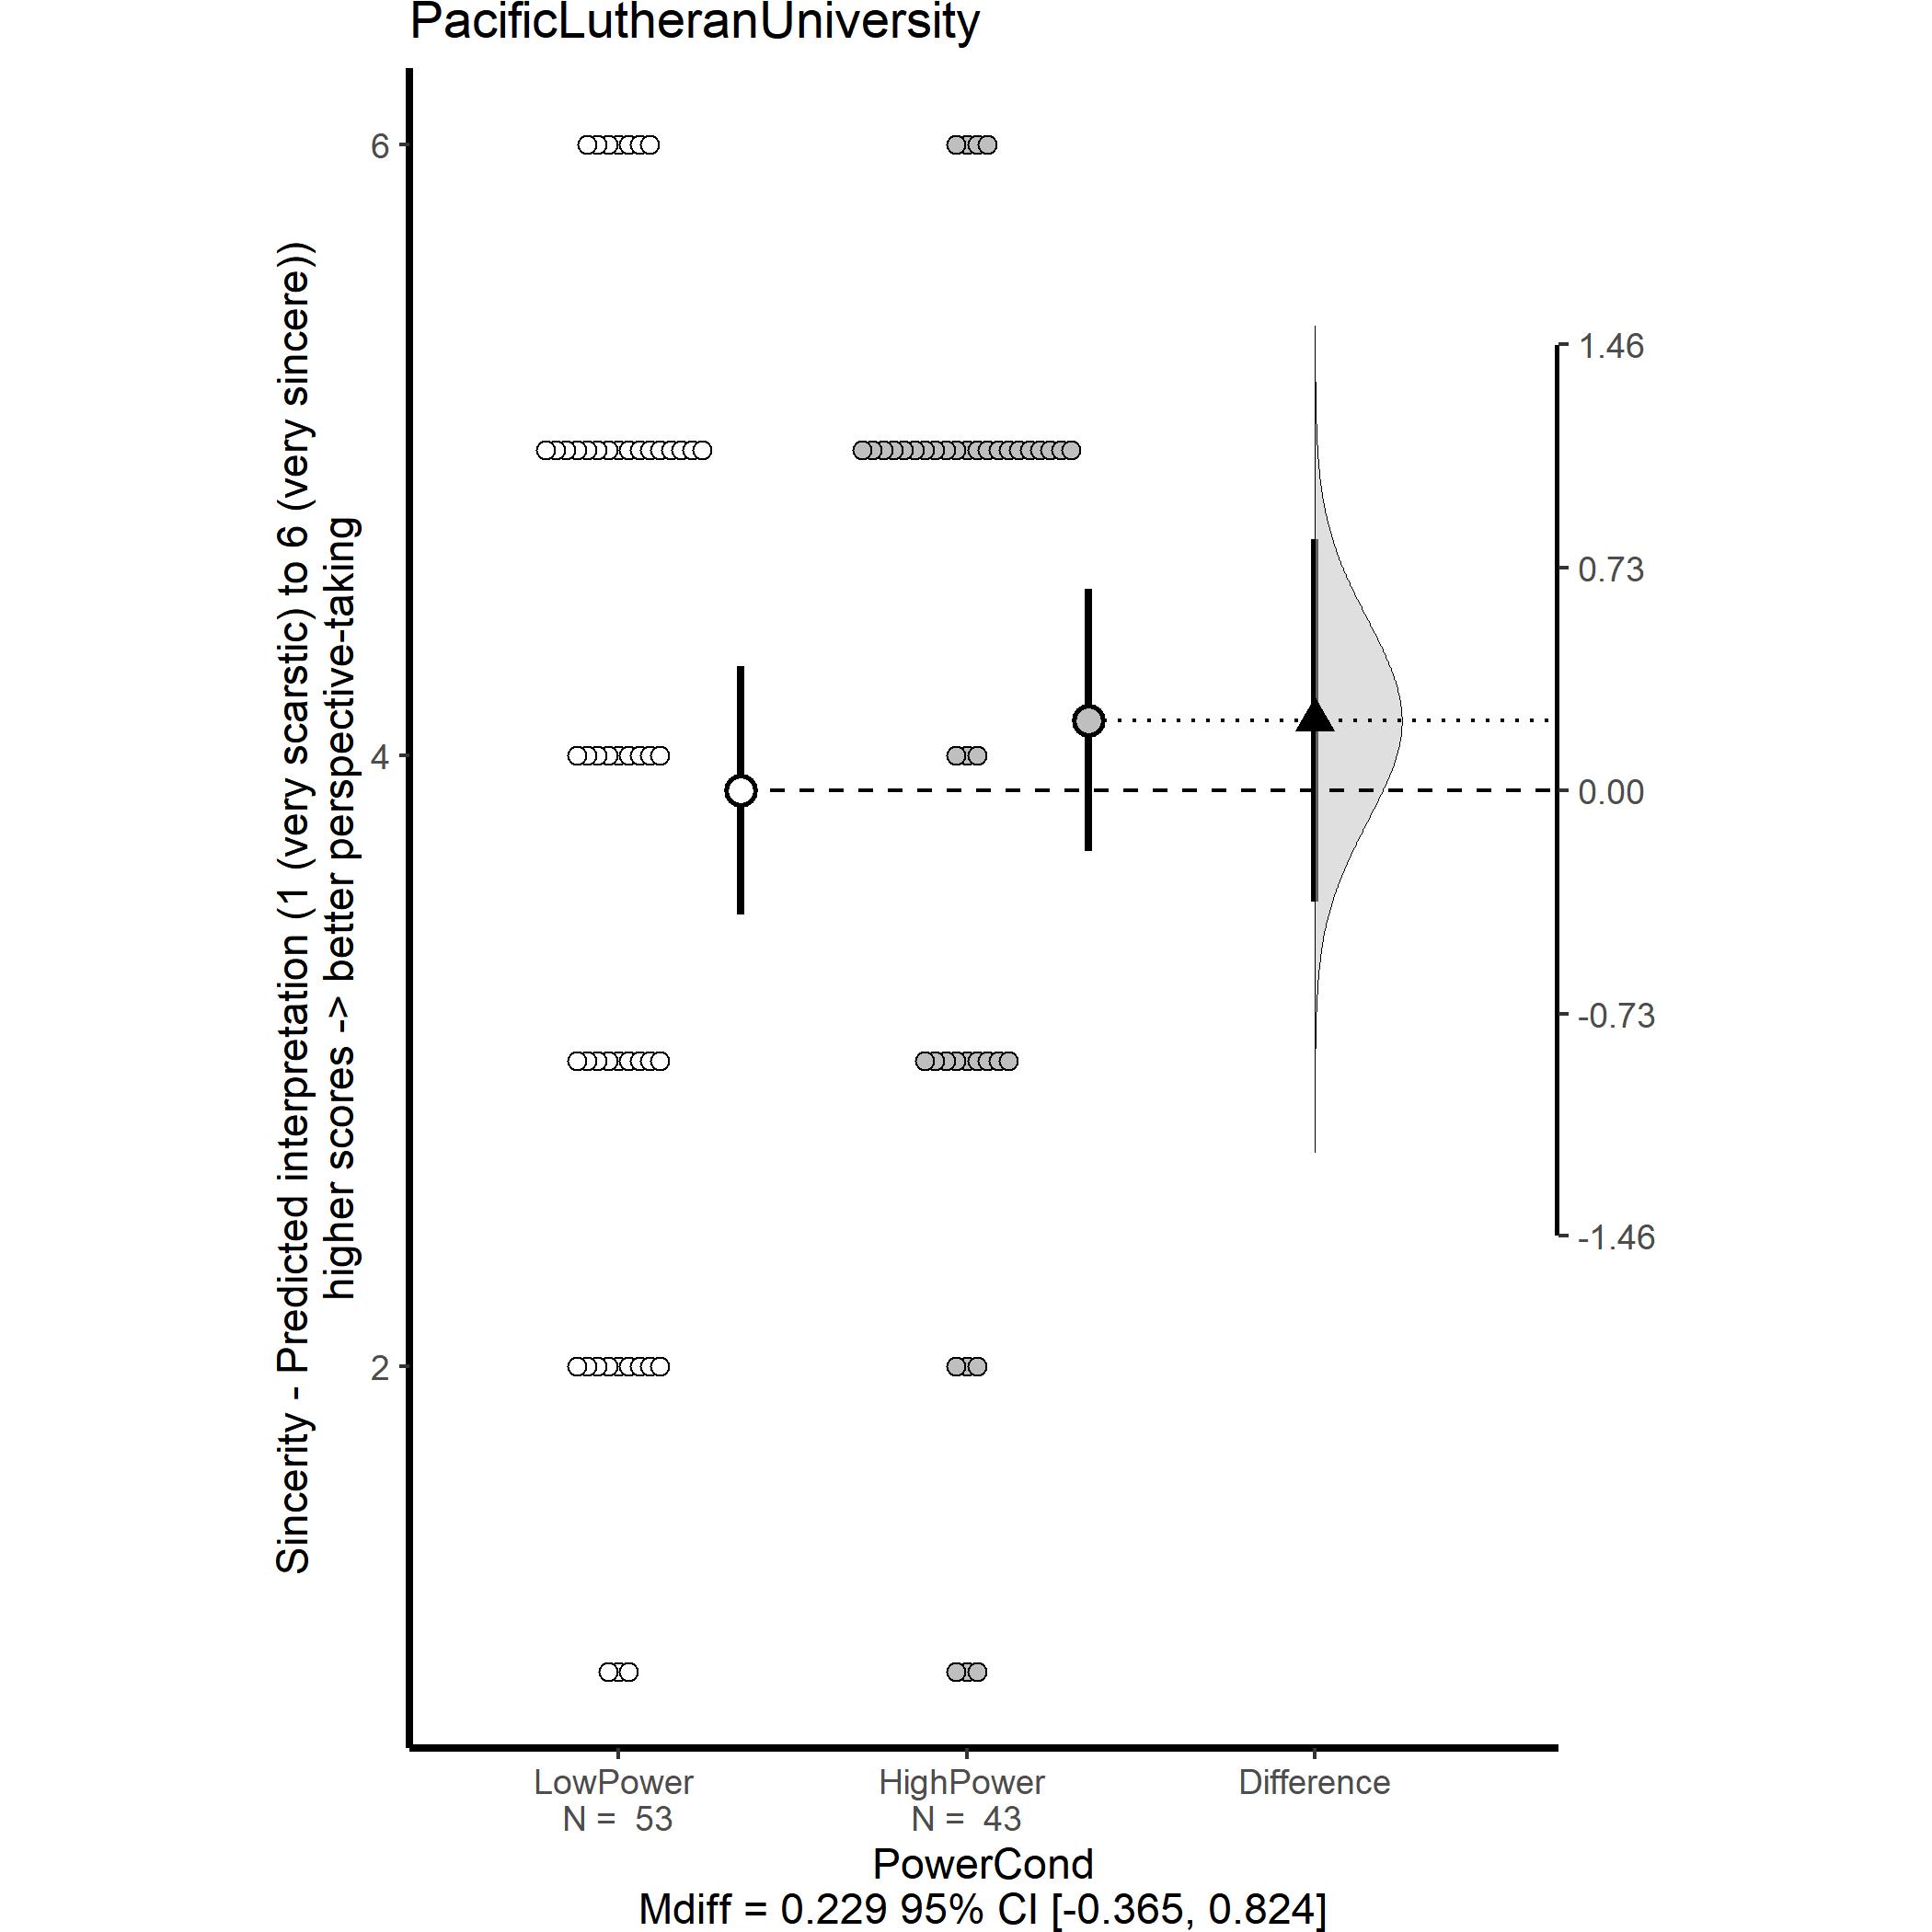 PacificLutheranUniversity
Sincerity - Predicted interpretation (1 (very scarstic) to 6 (very sincere))
higher scores -> better perspective-taking
6
4
2
1.46
0.73
0.00
-0.73
-1.46
LowPower
N =  53
HighPower
N =  43
Difference
PowerCond
Mdiff = 0.229 95% CI [-0.365, 0.824]